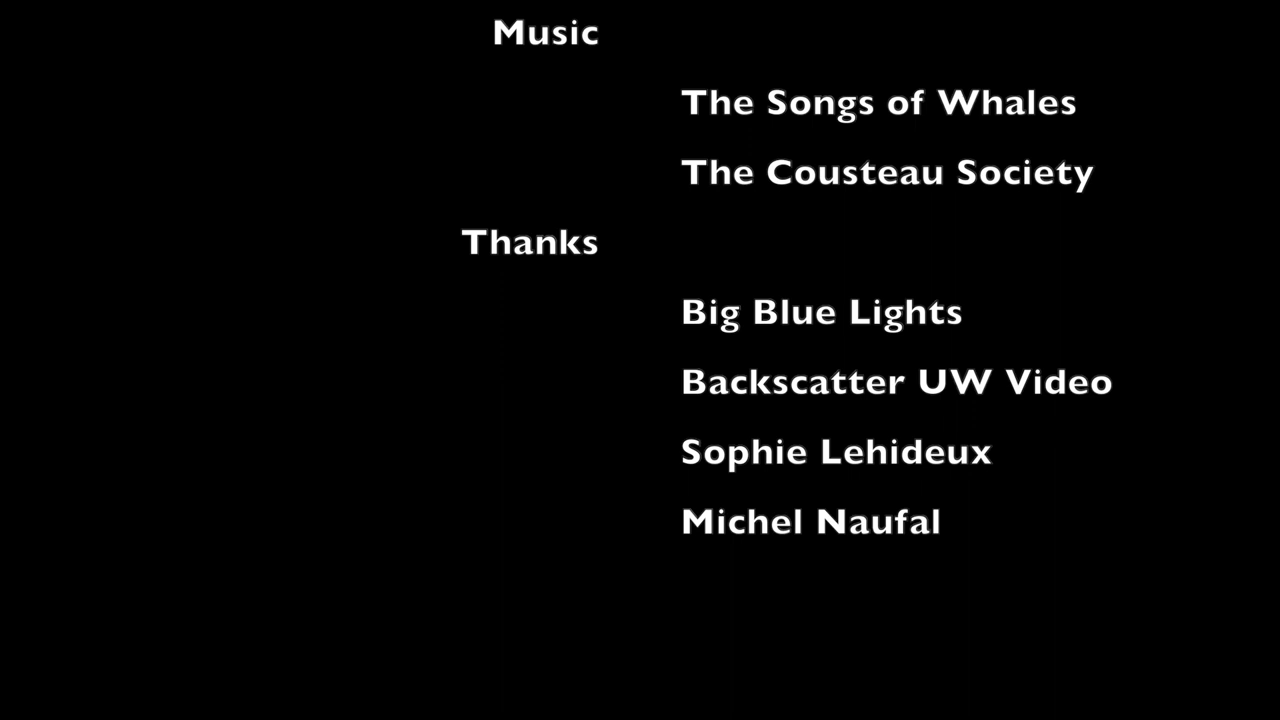 Music
The Songs of Whales
The Cousteau Society
Thanks
Big Blue Lights
Backscatter UW Video
Sophie Lehideux
Michel Naufal